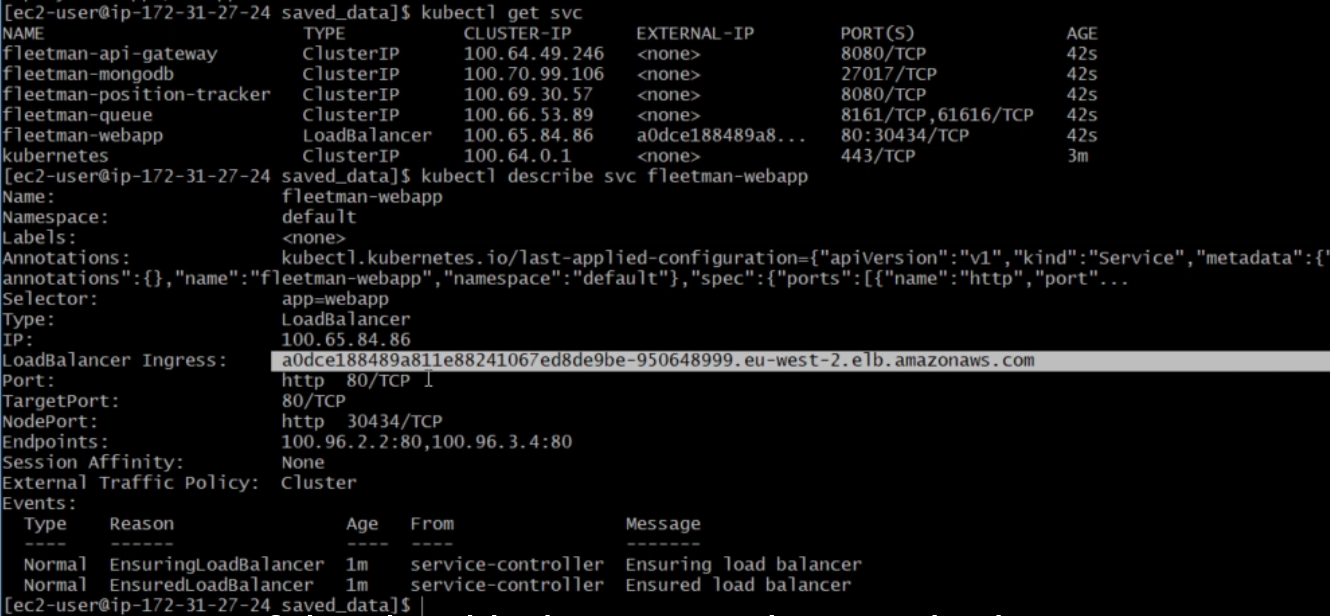 [ec2-user@ip-172-31-27-24 saved_data]$ kubectl get svc
NAME TYPE CLUSTER-IP EXTERNAL-IP PORT(S) AGE
fleetman-api-gateway ClusterIP 100.64.49.246 <none> 8080/TCP 42s
fleetman-mongodb ClusterIP 100.70.99.106 <none> 27017/TCP 42s
fleetman-position-tracker ClusterIP 100.69.30.57 <none> 8080/TCP 42s
fleetman-queue ClusterIP 100.66.53.89 <none> 8161/TCP,61616/TCP 42s
fleetman-webapp LoadBalancer 100.65.84.86 a0dce188489a8... 80:30434/TCP 42s
kubernetes ClusterIP 100.64.0.1 <none> 443/TCP 3m
[ec2-user@ip-172-31-27-24 saved_data]$ kubectl describe svc fleetman-webapp
Name: fleetman-webapp
Namespace: default
Labels: <none>
Annotations: kubectl.kubernetes.io/last-applied-configuration={"apiVersion":"v1","kind":"Service","metadata":{"
annotations":{},"name":"fleetman-webapp","namespace":"default"},"spec":{"ports":[{"name":"http","port"...
Selector: app=webapp
Type: LoadBalancer
IP: 100.65.84.86
LoadBalancer Ingress: a0dce188489a811e88241067ed8de9be-950648999.eu-west-2.elb.amazonaws.com
Port: http 80/TCP
TargetPort: 80/TCP
NodePort: http 30434/TCP
Endpoints: 100.96.2.2:80,100.96.3.4:80
Session Affinity: None
External Traffic Policy: Cluster
Events:
Type Reason Age From Message
---- ------ ---- ---- -------
Normal EnsuringLoadBalancer 1m service-controller Ensuring load balancer
Normal EnsuredLoadBalancer 1m service-controller Ensured load balancer
[ec2-user@ip-172-31-27-24 saved_data]$